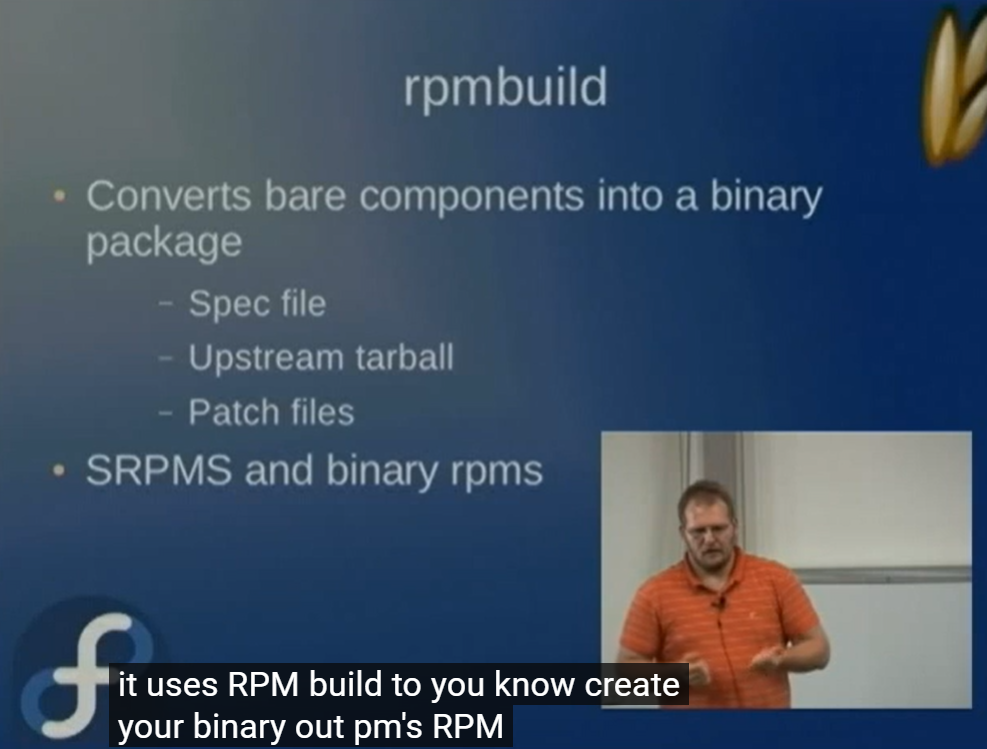 rpmbuild
• Converts bare components into a binary
package
– Spec file
– Upstream tarball
– Patch files
• SRPMS and binary rpms
it uses RPM build to you know create
your binary out pm's RPM